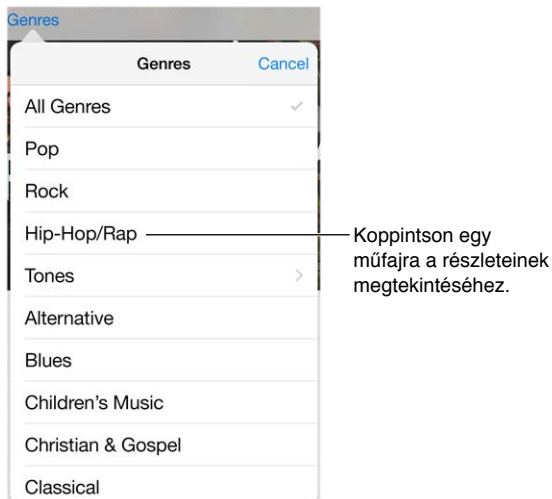 Genres
Genres Cancel
All Genres
Pop
Rock
Hip-Hop/Rap
Koppintson egy
műfajra a részleteinek
megtekintéséhez.
Tones
Alternative
Blues
Children's Music
Christian & Gospel
Classical